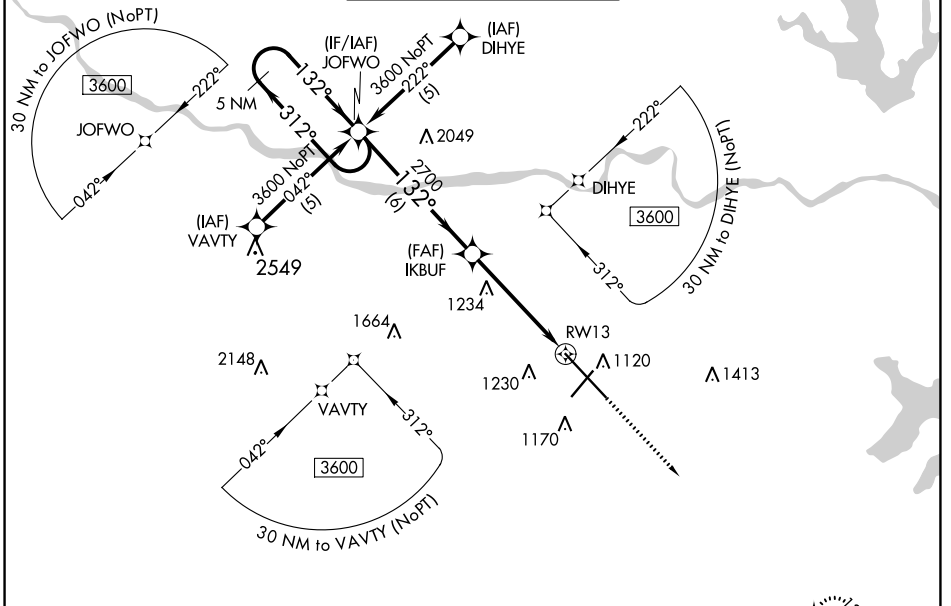 30 NM to JOFWO (NoPT)
3600
222°
JOFWO
042°
5 NM
132°
312°
(IF/IAF)
JOFWO
(IAF)
DIHYE
3600 NoPT
222°
(5)
2049
3600 NoPT
042°
(5)
(IAF)
VAVTY
2549
2700
132°
(6)
(FAF)
IKBUF
1234
222°
DIHYE
3600
312°
30 NM to DIHYE (NoPT)
RW13
1664
2148
1230
1120
1413
1170
VAVTY
042°
312°
3600
30 NM to VAVTY (NoPT)